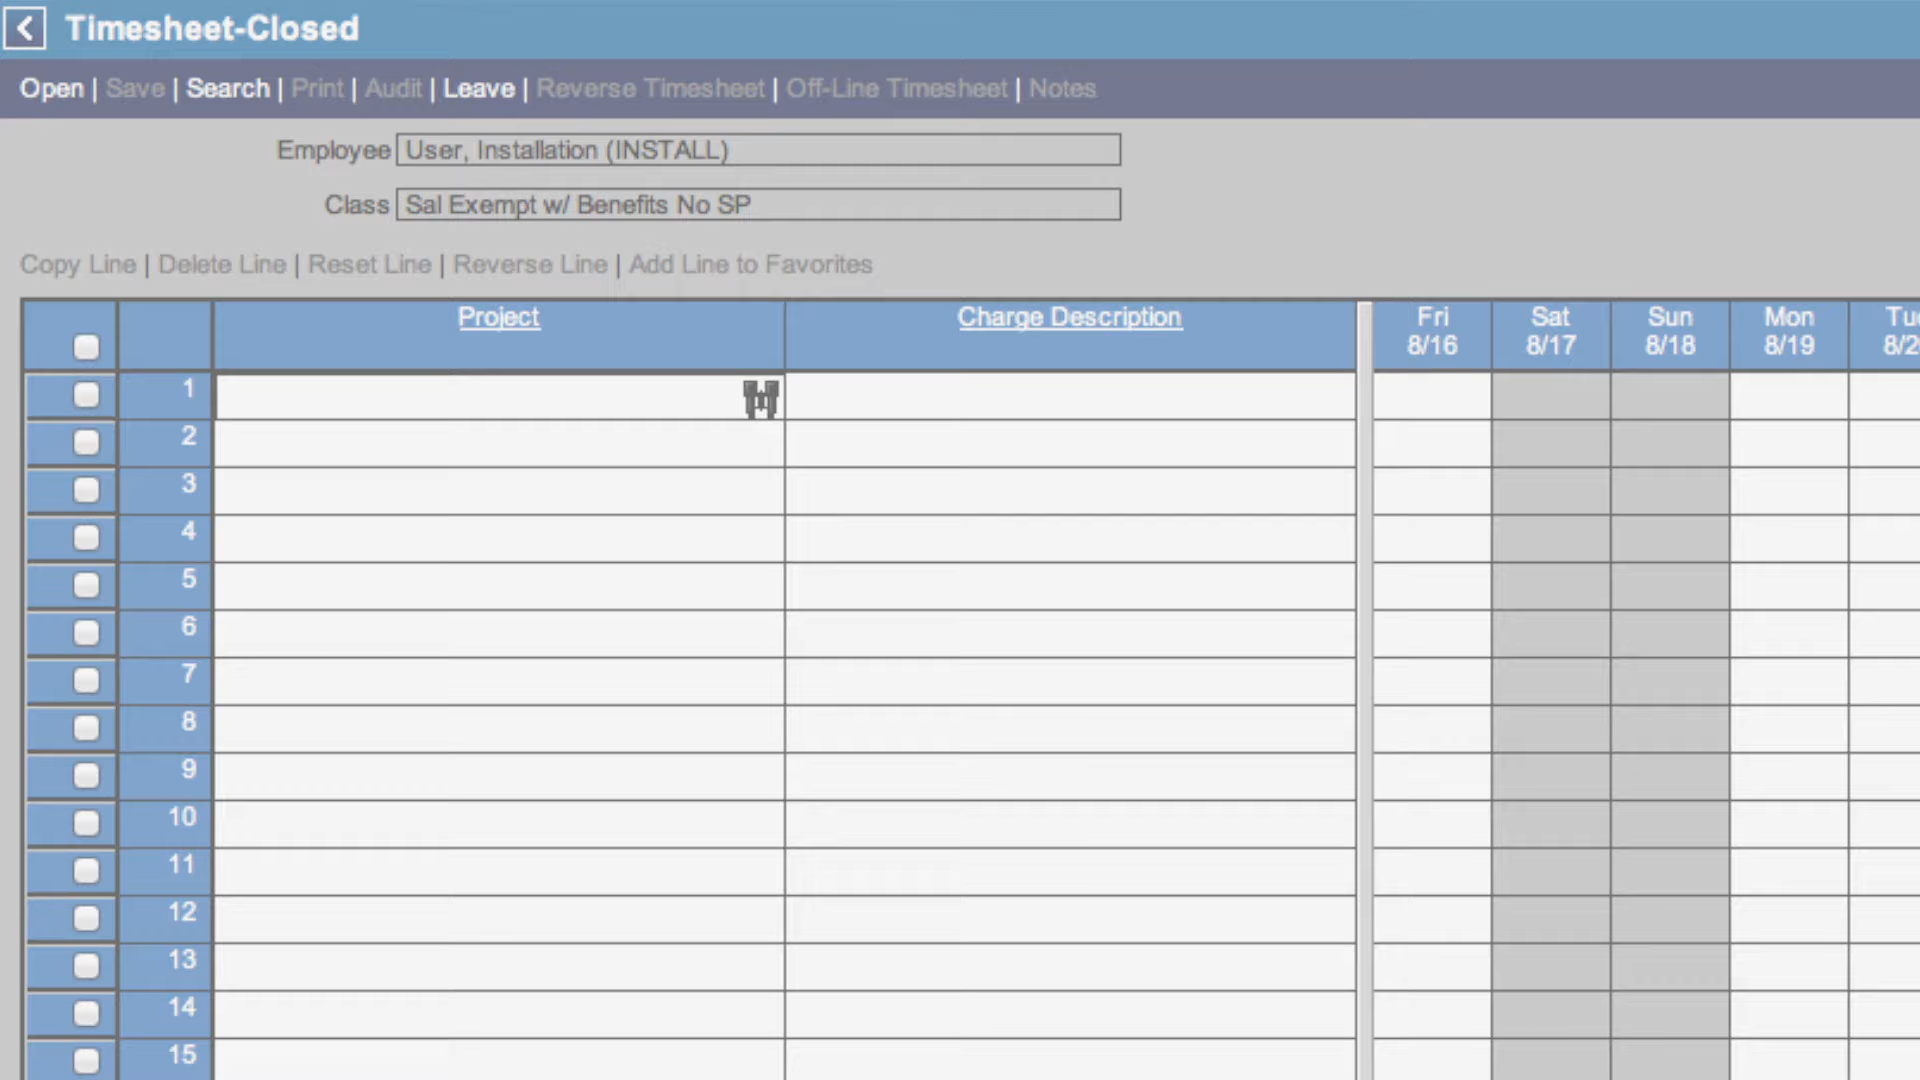 Timesheet-Closed
Open | Save | Search | Print | Audit | Leave | Reverse Timesheet | Off-Line Timesheet | Notes
Employee User, Installation (INSTALL)
Class Sal Exempt w/ Benefits No SP
Copy Line | Delete Line | Reset Line | Reverse Line | Add Line to Favorites
Project Charge Description Fri Sat Sun Mon Tue
8/16 8/17 8/18 8/19 8/2
1
2
3
4
5
6
7
8
9
10
11
12
13
14
15